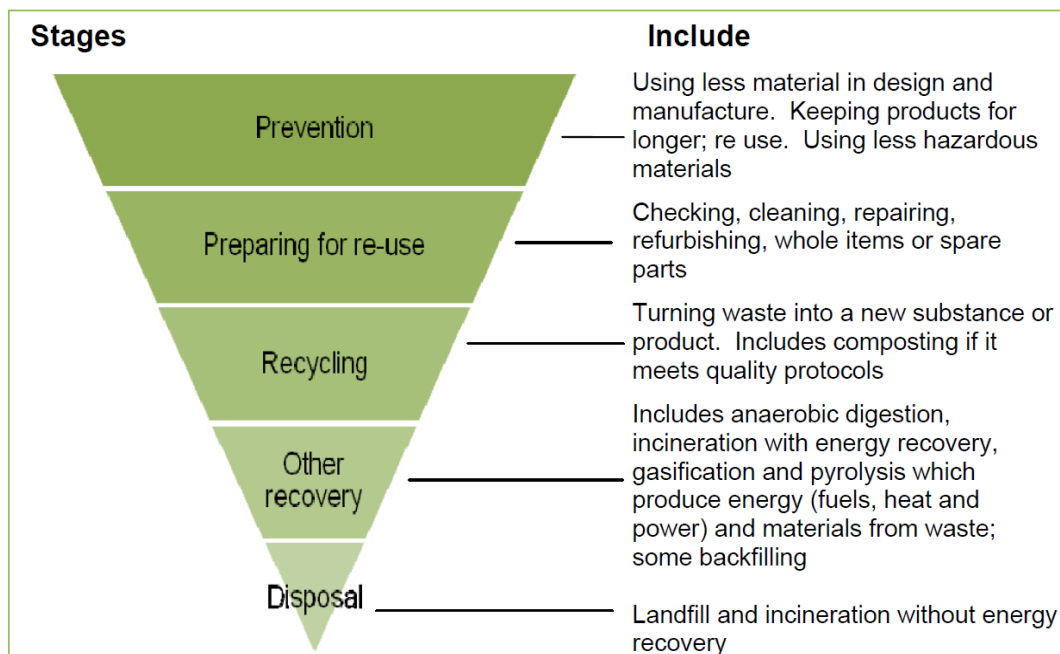 Stages
Include
Prevention
Using less material in design and
manufacture.  Keeping products for
longer; re use.  Using less hazardous
materials
Preparing for re-use
Checking, cleaning, repairing,
refurbishing, whole items or spare
parts
Recycling
Turning waste into a new substance or
product.  Includes composting if it
meets quality protocols
Other
recovery
Includes anaerobic digestion,
incineration with energy recovery,
gasification and pyrolysis which
produce energy (fuels, heat and
power) and materials from waste;
some backfilling
Disposal
Landfill and incineration without energy
recovery